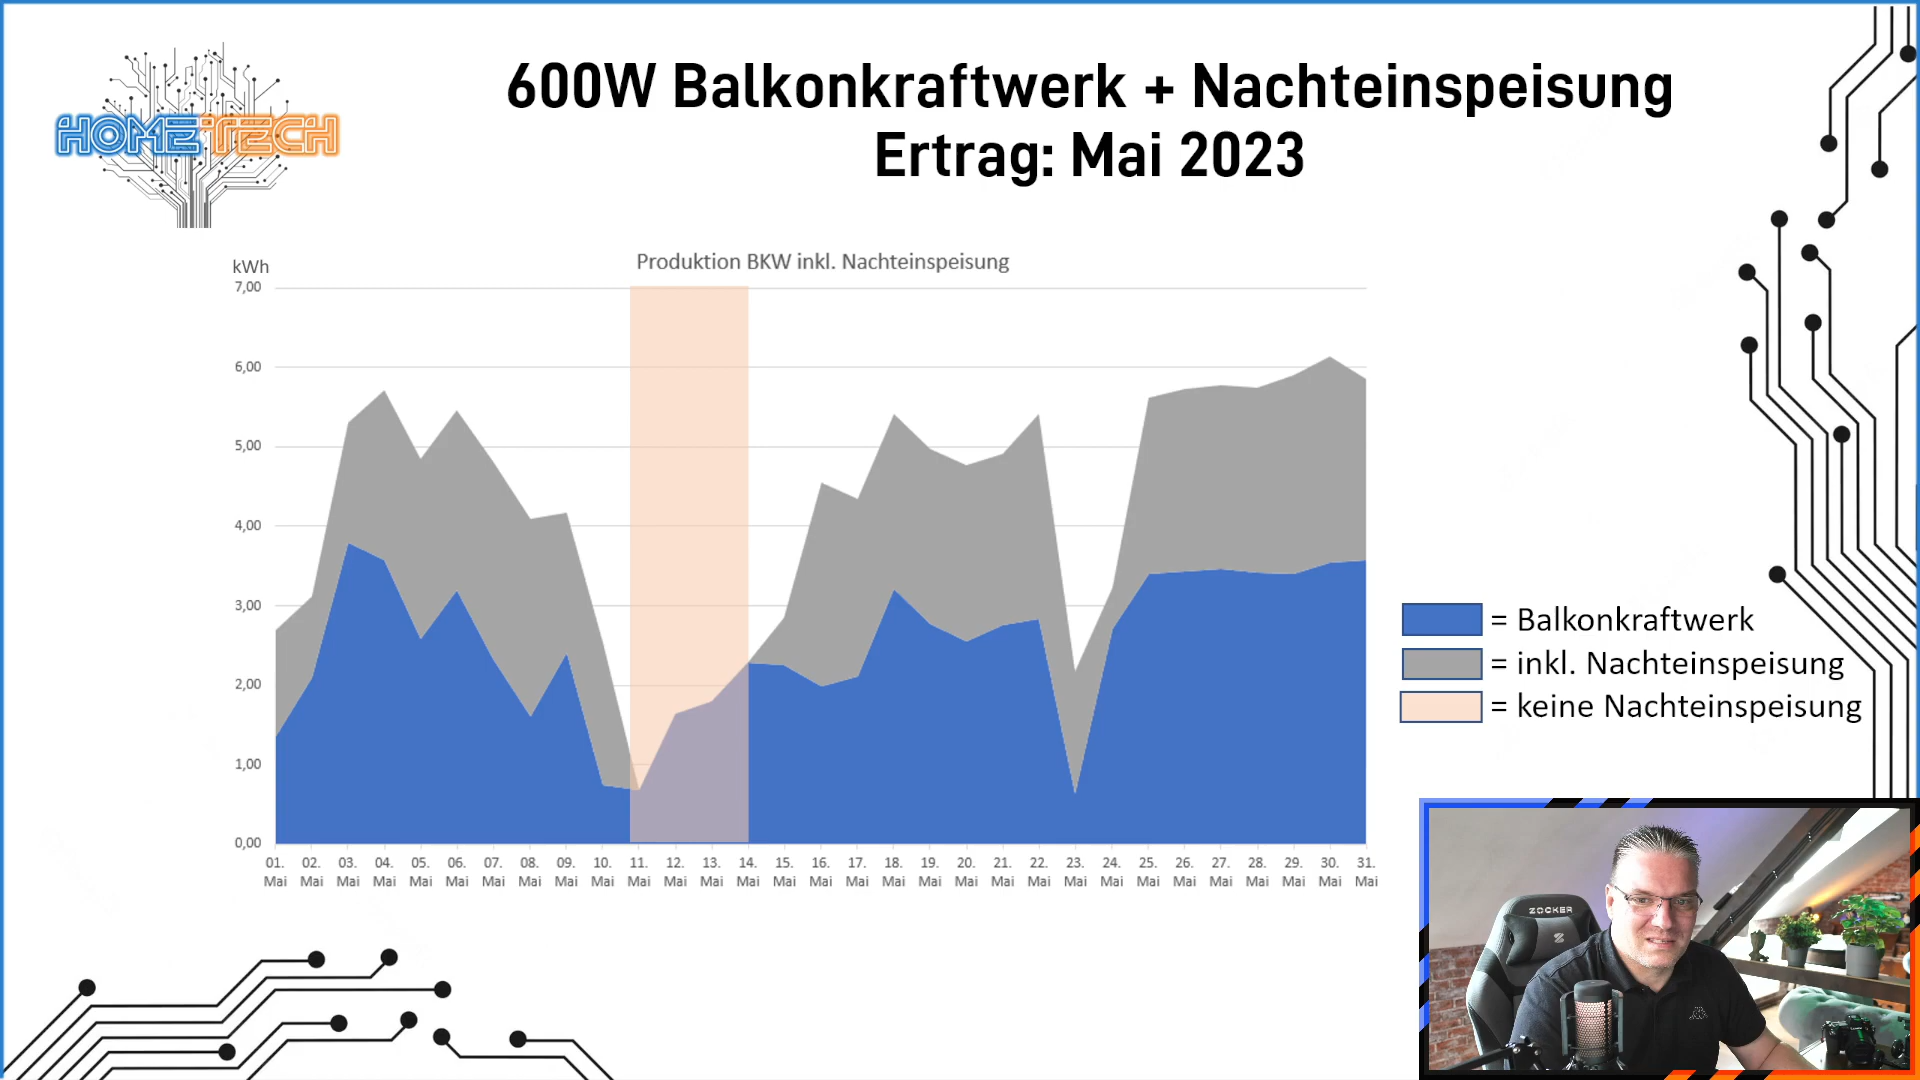 HOMETECH
600W Balkonkraftwerk + Nachteinspeisung
Ertrag: Mai 2023
Produktion BKW inkl. Nachteinspeisung
kWh
7,00
6,00
5,00
4,00
3,00
2,00
1,00
0,00
01. 02. 03. 04. 05. 06. 07. 08. 09. 10. 11. 12. 13. 14. 15. 16. 17. 18. 19. 20. 21. 22. 23. 24. 25. 26. 27. 28. 29. 30. 31.
Mai Mai Mai Mai Mai Mai Mai Mai Mai Mai Mai Mai Mai Mai Mai Mai Mai Mai Mai Mai Mai Mai Mai Mai Mai Mai Mai Mai Mai Mai Mai
= Balkonkraftwerk
= inkl. Nachteinspeisung
= keine Nachteinspeisung
ZOCKER